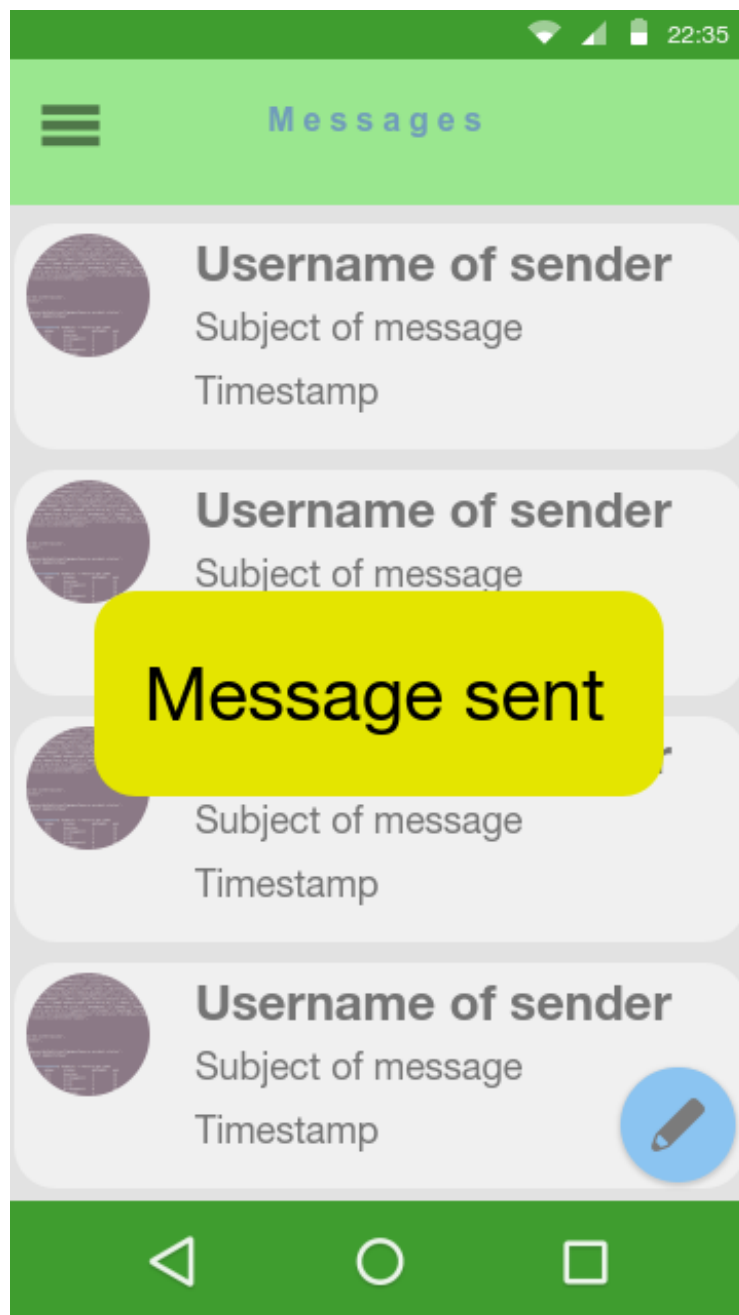 22:35
Messages
Username of sender
Subject of message
Timestamp
Username of sender
Subject of message
Message sent
Subject of message
Timestamp
Username of sender
Subject of message
Timestamp